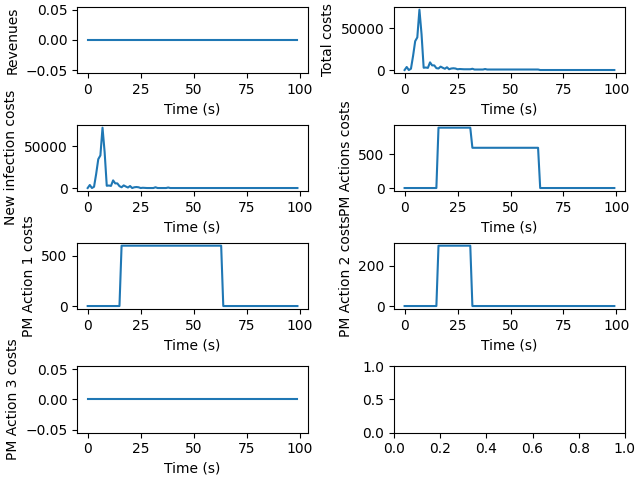 Revenues
0.05
0.00
−0.05
0 25 50 75 100
Time (s)
Total costs
50000
0
0 25 50 75 100
Time (s)
New infection costs
50000
0
0 25 50 75 100
Time (s)
PM Actions costs
500
0
0 25 50 75 100
Time (s)
PM Action 1 costs
500
0
0 25 50 75 100
Time (s)
PM Action 2 costs
200
0
0 25 50 75 100
Time (s)
PM Action 3 costs
0.05
0.00
−0.05
0 25 50 75 100
Time (s)
1.0
0.5
0.0
0.0 0.2 0.4 0.6 0.8 1.0